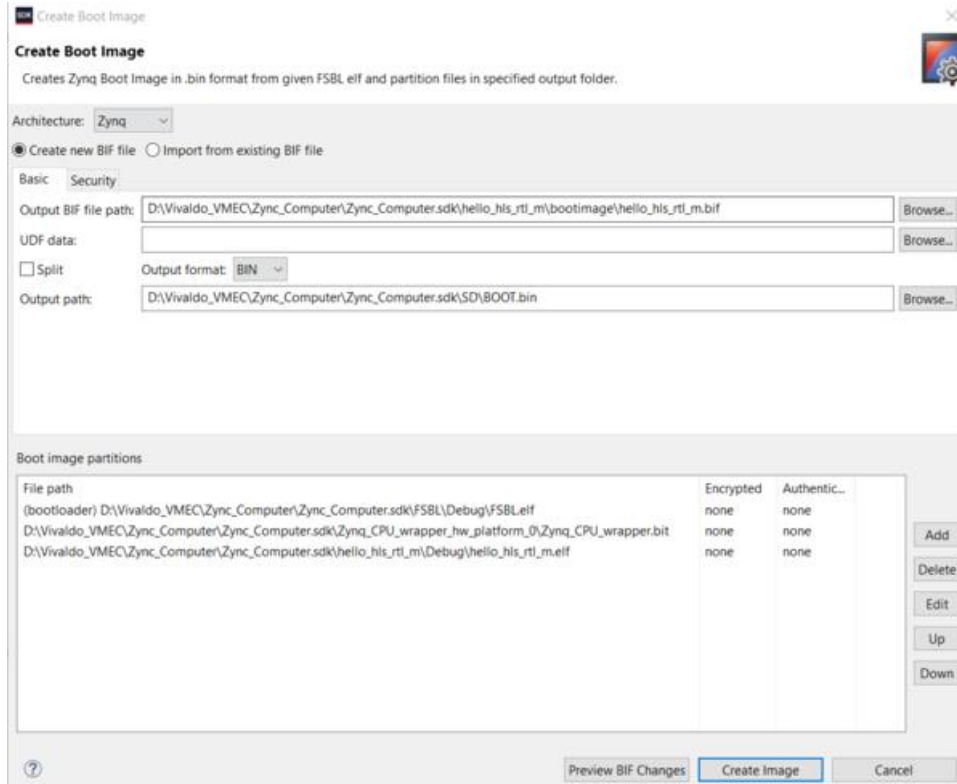 SDK Create Boot Image
Create Boot Image
Creates Zynq Boot Image in .bin format from given FSBL elf and partition files in specified output folder.
Architecture: Zynq
Create new BIF file Import from existing BIF file
Basic Security
Output BIF file path: D:\Vivaldo_VMEC\Zync_Computer\Zync_Computer.sdk\hello_hls_rtl_m\bootimage\hello_hls_rtl_m.bif Browse...
UDF data: Browse...
Split Output format: BIN
Output path: D:\Vivaldo_VMEC\Zync_Computer\Zync_Computer.sdk\SD\BOOT.bin Browse...
Boot image partitions
File path Encrypted Authentic...
(bootloader) D:\Vivaldo_VMEC\Zync_Computer\Zync_Computer.sdk\FSBL\Debug\FSBL.elf none none
D:\Vivaldo_VMEC\Zync_Computer\Zync_Computer.sdk\Zynq_CPU_wrapper_hw_platform_0\Zynq_CPU_wrapper.bit none none
D:\Vivaldo_VMEC\Zync_Computer\Zync_Computer.sdk\hello_hls_rtl_m\Debug\hello_hls_rtl_m.elf none none
Add
Delete
Edit
Up
Down
? Preview BIF Changes Create Image Cancel